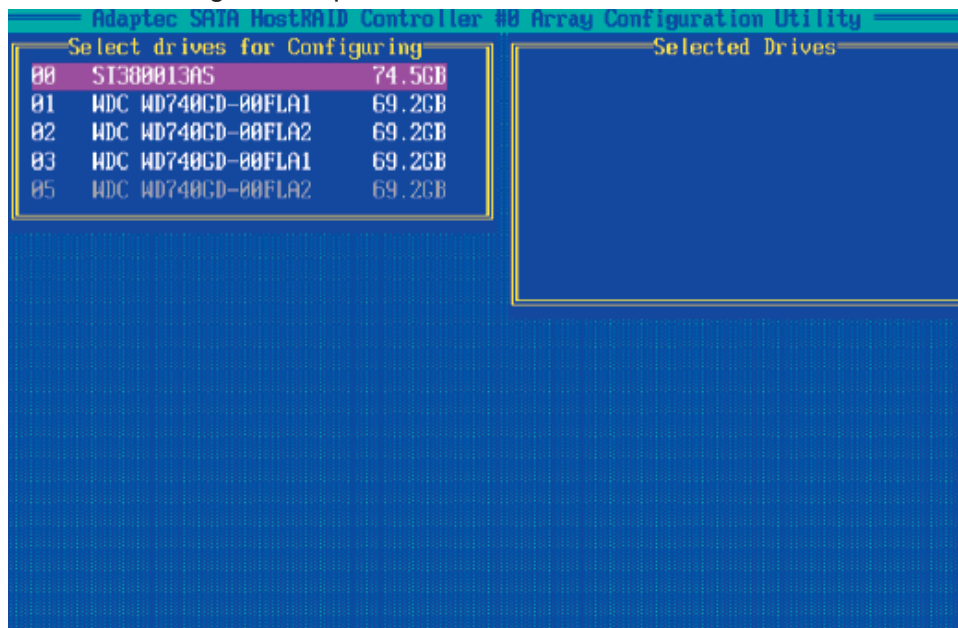 Adaptec SATA HostRAID Controller #0 Array Configuration Utility
Select drives for Configuring
00 ST380013AS 74.5GB
01 WDC WD740GD-00FLA1 69.2GB
02 WDC WD740GD-00FLA2 69.2GB
03 WDC WD740GD-00FLA1 69.2GB
05 WDC WD740GD-00FLA2 69.2GB
Selected Drives